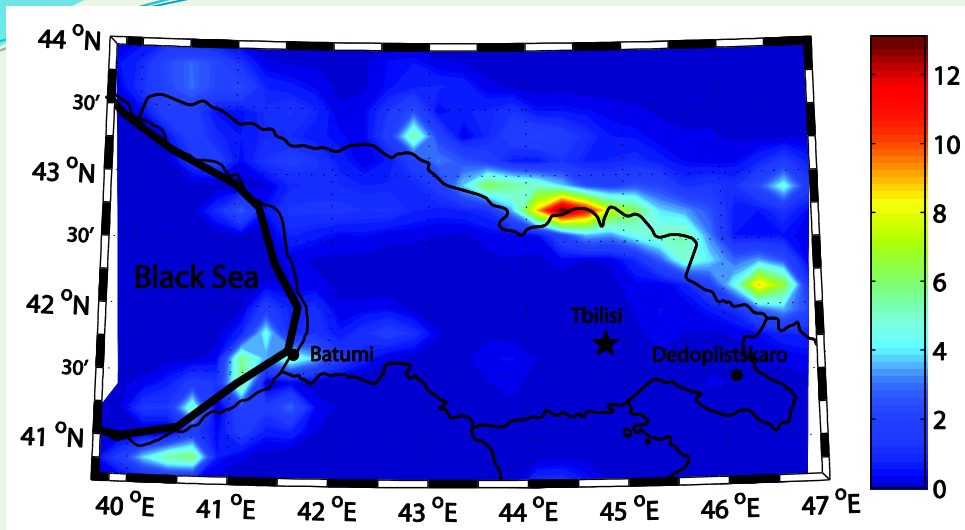 44 °N
30'
43 °N
30'
42 °N
30'
41 °N
Black Sea
Batumi
Tbilisi
Dedoplistskaro
40 °E 41 °E 42 °E 43 °E 44 °E 45 °E 46 °E 47 °E
12
10
8
6
4
2
0